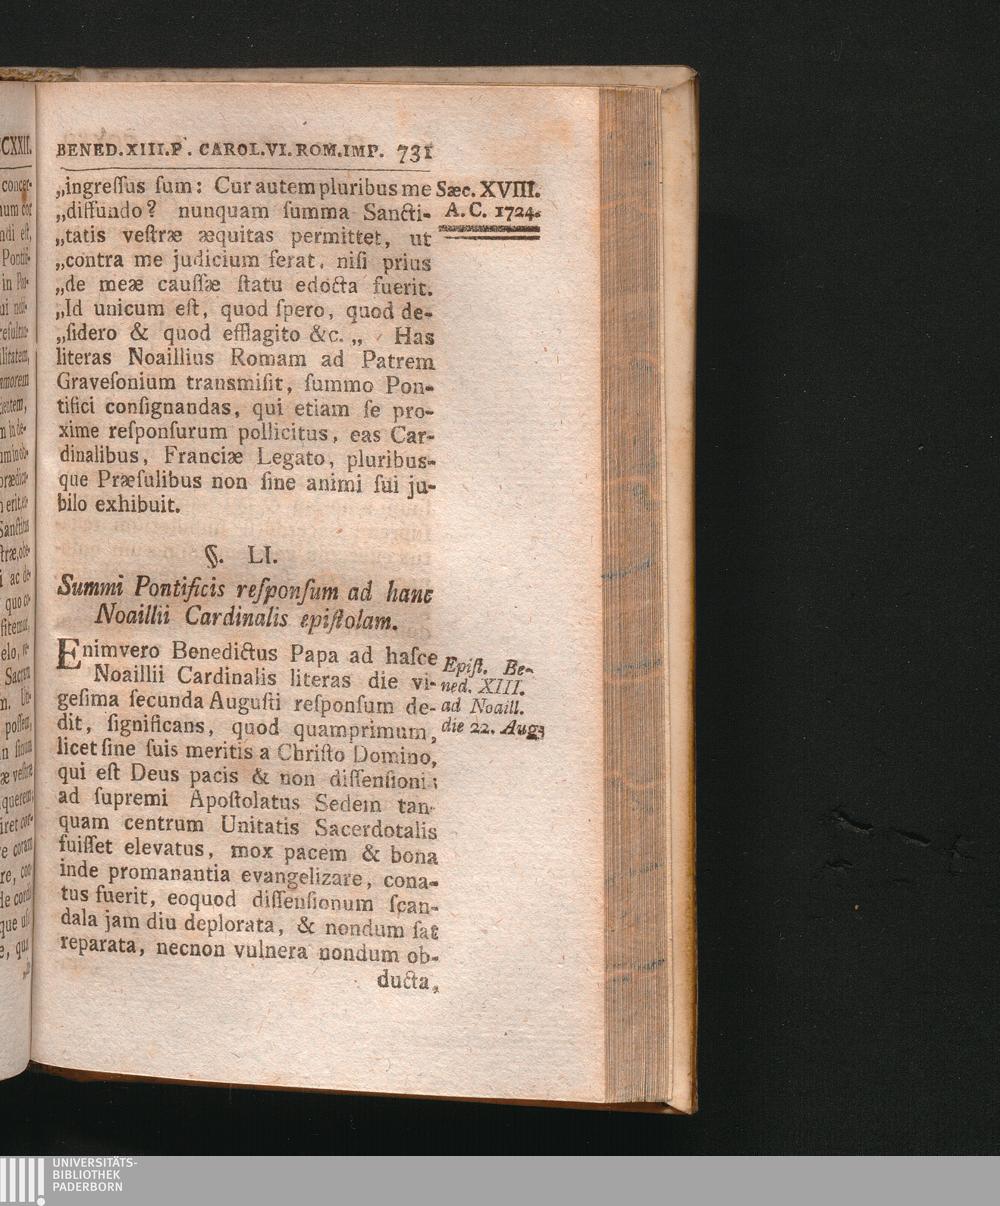 BENED.XIII.P. CAROL.VI.ROM.IMP. 731
„ingreſſus ſum: Cur autem pluribus me
„diffundo? nunquam ſumma Sancti-
„tatis veſtræ æquitas permittet, ut
„contra me judicium ferat, niſi prius
„de meæ cauſſæ ſtatu edocta fuerit.
„Id unicum eſt, quod ſpero, quod de-
„ſidero & quod efflagito &c. „ Has
literas Noaillius Romam ad Patrem
Graveſonium transmiſit, ſummo Pon-
tifici conſignandas, qui etiam ſe pro-
xime reſponſurum pollicitus, eas Car-
dinalibus, Franciæ Legato, pluribus-
que Præſulibus non ſine animi ſui ju-
bilo exhibuit.
Sæc. XVIII.
A. C. 1724.
§. LI.
Summi Pontificis reſponſum ad hanc
Noaillii Cardinalis epiſtolam.
Enimvero Benedictus Papa ad haſce
Noaillii Cardinalis literas die vi-
geſima ſecunda Auguſti reſponſum de-
dit, ſignificans, quod quamprimum,
licet ſine ſuis meritis a Chriſto Domino,
qui eſt Deus pacis & non diſſenſionis
ad ſupremi Apoſtolatus Sedem tan-
quam centrum Unitatis Sacerdotalis
fuiſſet elevatus, mox pacem & bona
inde promanantia evangelizare, cona-
tus fuerit, eoquod diſſenſionum ſcan-
dala jam diu deplorata, & nondum ſat
reparata, necnon vulnera nondum ob-
ducta,
Epiſt. Be-
ned. XIII.
ad Noaill.
die 22. Aug.
UNIVERSITÄTS-
BIBLIOTHEK
PADERBORN